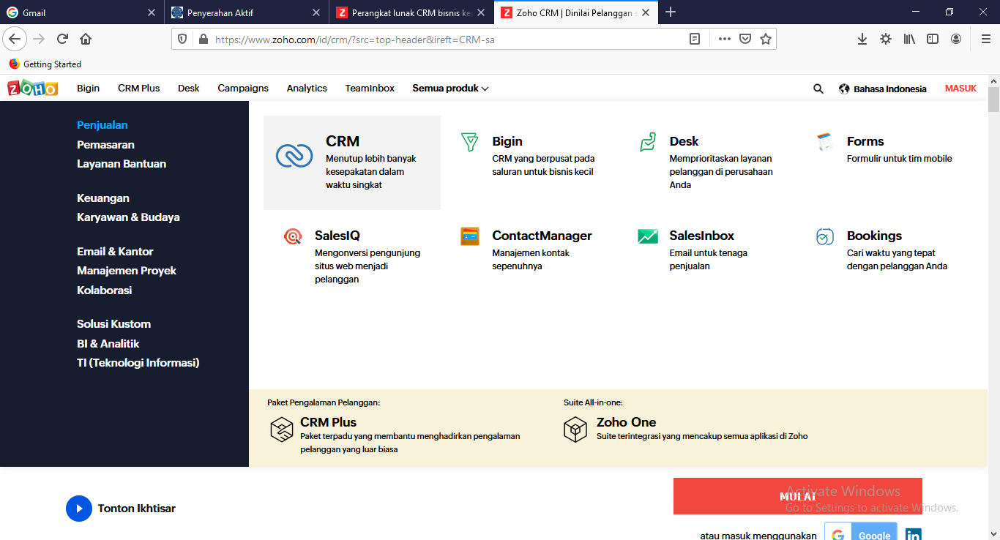 Gmail
Penyerahan Aktif
Perangkat lunak CRM bisnis ke
Zoho CRM | Dinilai Pelanggan s
https://www.zoho.com/id/crm/?src=top-header&ireft=CRM-sa
Getting Started
ZOHO
Bigin
CRM Plus
Desk
Campaigns
Analytics
TeamInbox
Semua produk
Bahasa Indonesia
MASUK
Penjualan
Pemasaran
Layanan Bantuan
Keuangan
Karyawan & Budaya
Email & Kantor
Manajemen Proyek
Kolaborasi
Solusi Kustom
BI & Analitik
TI (Teknologi Informasi)
CRM
Menutup lebih banyak
kesepakatan dalam
waktu singkat
Bigin
CRM yang berpusat pada
saluran untuk bisnis kecil
Desk
Memprioritaskan layanan
pelanggan di perusahaan
Anda
Forms
Formulir untuk tim mobile
SalesIQ
Mengonversi pengunjung
situs web menjadi
pelanggan
ContactManager
Manajemen kontak
sepenuhnya
SalesInbox
Email untuk tenaga
penjualan
Bookings
Cari waktu yang tepat
dengan pelanggan Anda
Paket Pengalaman Pelanggan:
CRM Plus
Paket terpadu yang membantu menghadirkan pengalaman
pelanggan yang luar biasa
Suite All-in-one:
Zoho One
Suite terintegrasi yang mencakup semua aplikasi di Zoho
Tonton Ikhtisar
MULAI
Activate Windows
Go to Settings to activate Windows.
atau masuk menggunakan
Google
in